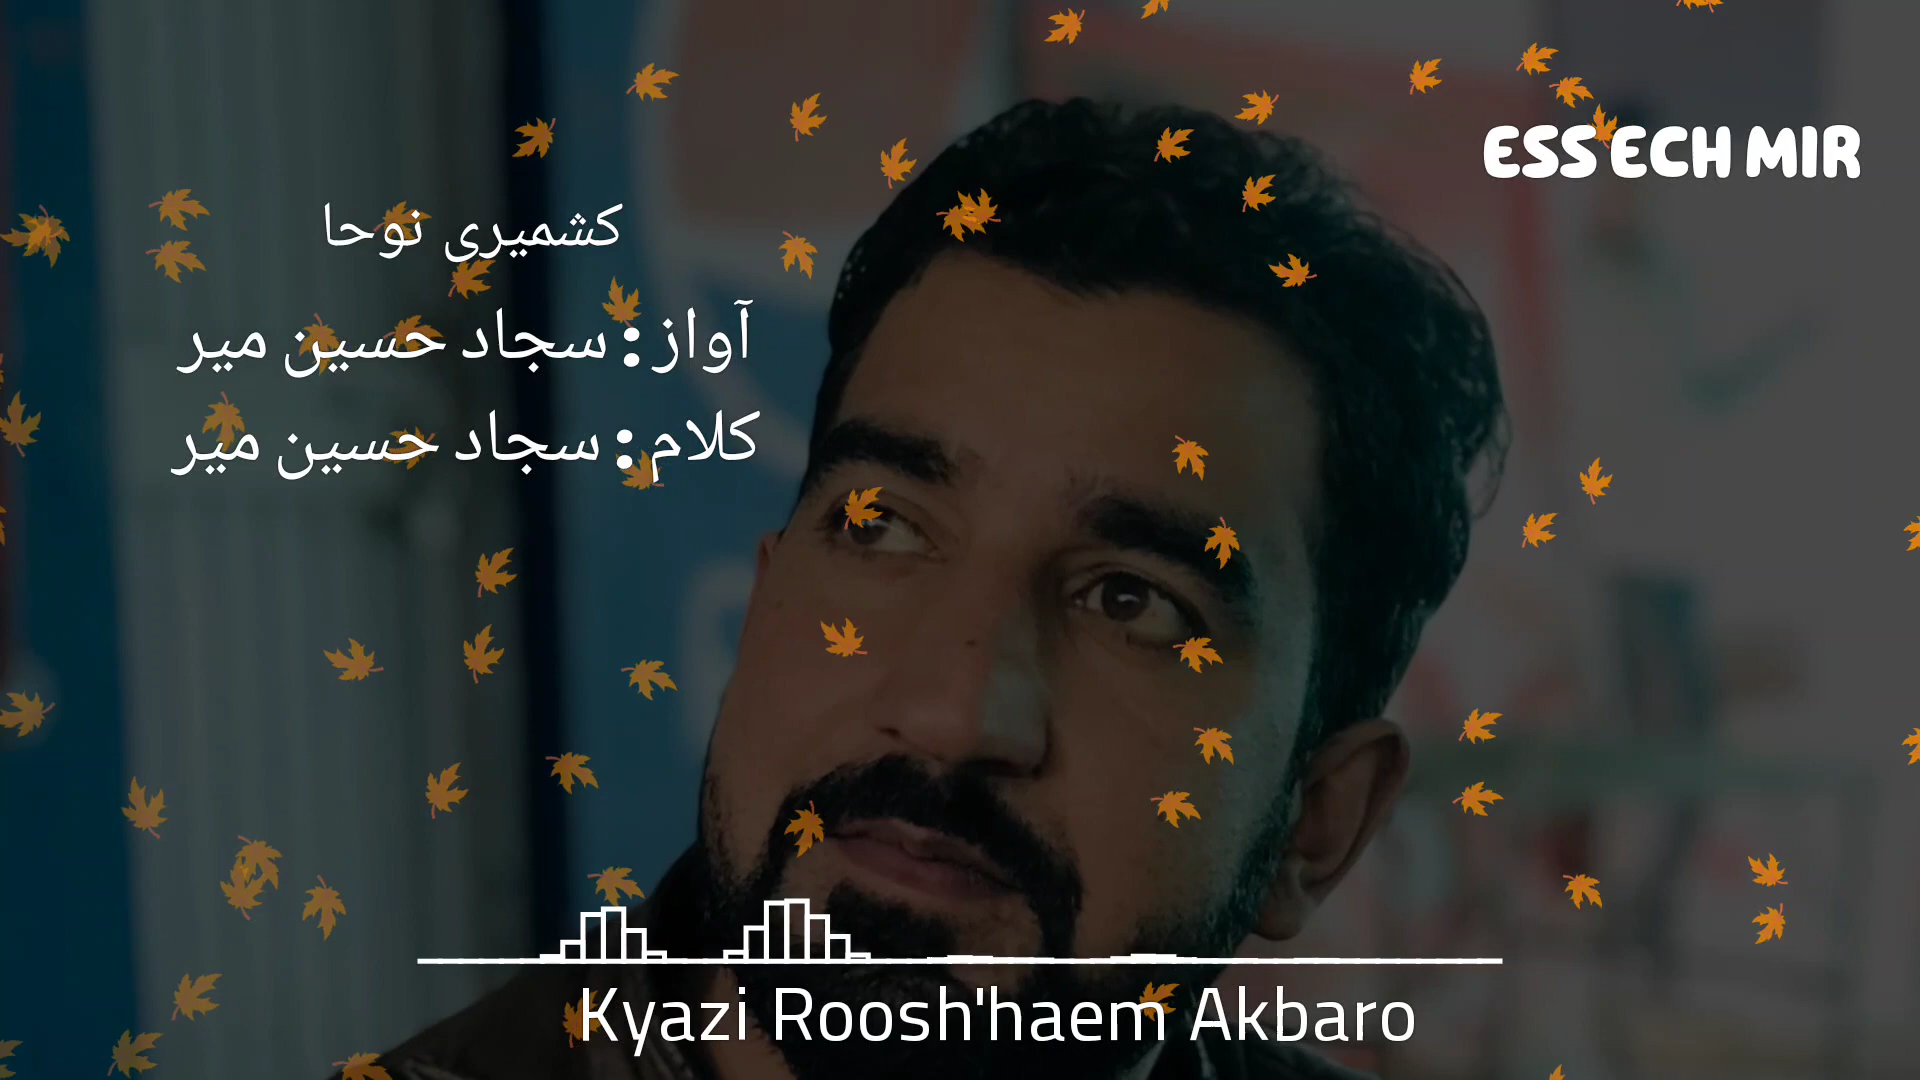 ESS ECH MIR
کشمیری نوحا
آواز: سجاد حسین میر
کلام: سجاد حسین میر
Kyazi Roosh'haem Akbaro